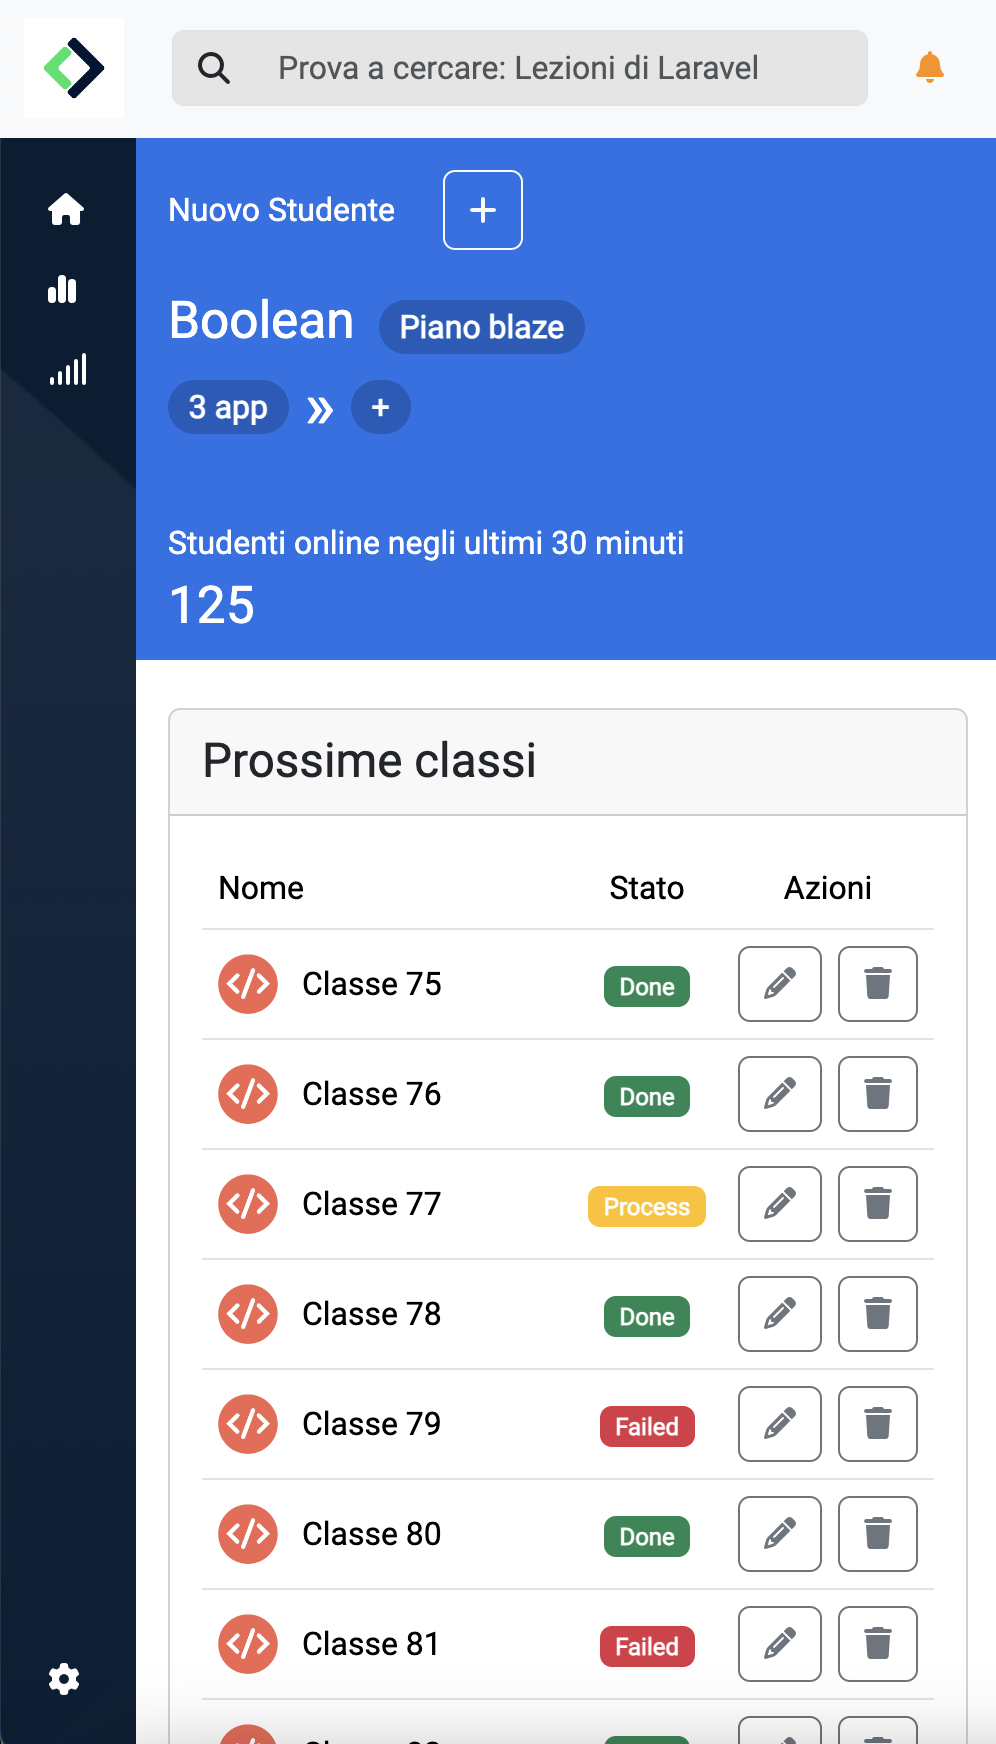 Prova a cercare: Lezioni di Laravel
Nuovo Studente +
Boolean Piano blaze
3 app » +
Studenti online negli ultimi 30 minuti
125
Prossime classi
Nome Stato Azioni
Classe 75 Done
Classe 76 Done
Classe 77 Process
Classe 78 Done
Classe 79 Failed
Classe 80 Done
Classe 81 Failed